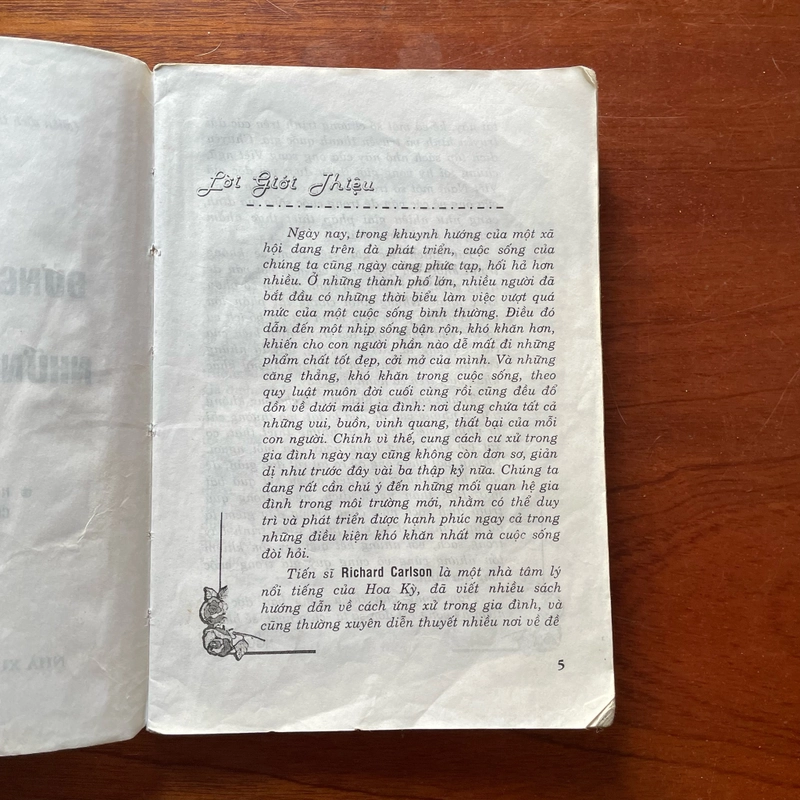 Lời Giới Thiệu
Ngày nay, trong khuynh hướng của một xã
hội đang trên đà phát triển, cuộc sống của
chúng ta cũng ngày càng phức tạp, hối hả hơn
nhiều. Ở những thành phố lớn, nhiều người đã
bắt đầu có những thời biểu làm việc vượt quá
mức của một cuộc sống bình thường. Điều đó
dẫn đến một nhịp sống bận rộn, khó khăn hơn,
khiến cho con người phần nào dễ mất đi những
phẩm chất tốt đẹp, cởi mở của mình. Và những
căng thẳng, khó khăn trong cuộc sống, theo
quy luật muôn đời cuối cùng rồi cũng đều đổ
dồn về dưới mái gia đình: nơi dung chứa tất cả
những vui, buồn, vinh quang, thất bại của mỗi
con người. Chính vì thế, cung cách cư xử trong
gia đình ngày nay cũng không còn đơn sơ, giản
dị như trước đây vài ba thập kỷ nữa. Chúng ta
đang rất cần chú ý đến những mối quan hệ gia
đình trong môi trường mới, nhằm có thể duy
trì và phát triển được hạnh phúc ngay cả trong
những điều kiện khó khăn nhất mà cuộc sống
đòi hỏi.
Tiến sĩ Richard Carlson là một nhà tâm lý
nổi tiếng của Hoa Kỳ, đã viết nhiều sách
hướng dẫn về cách ứng xử trong gia đình, và
cũng thường xuyên diễn thuyết nhiều nơi về đề
5